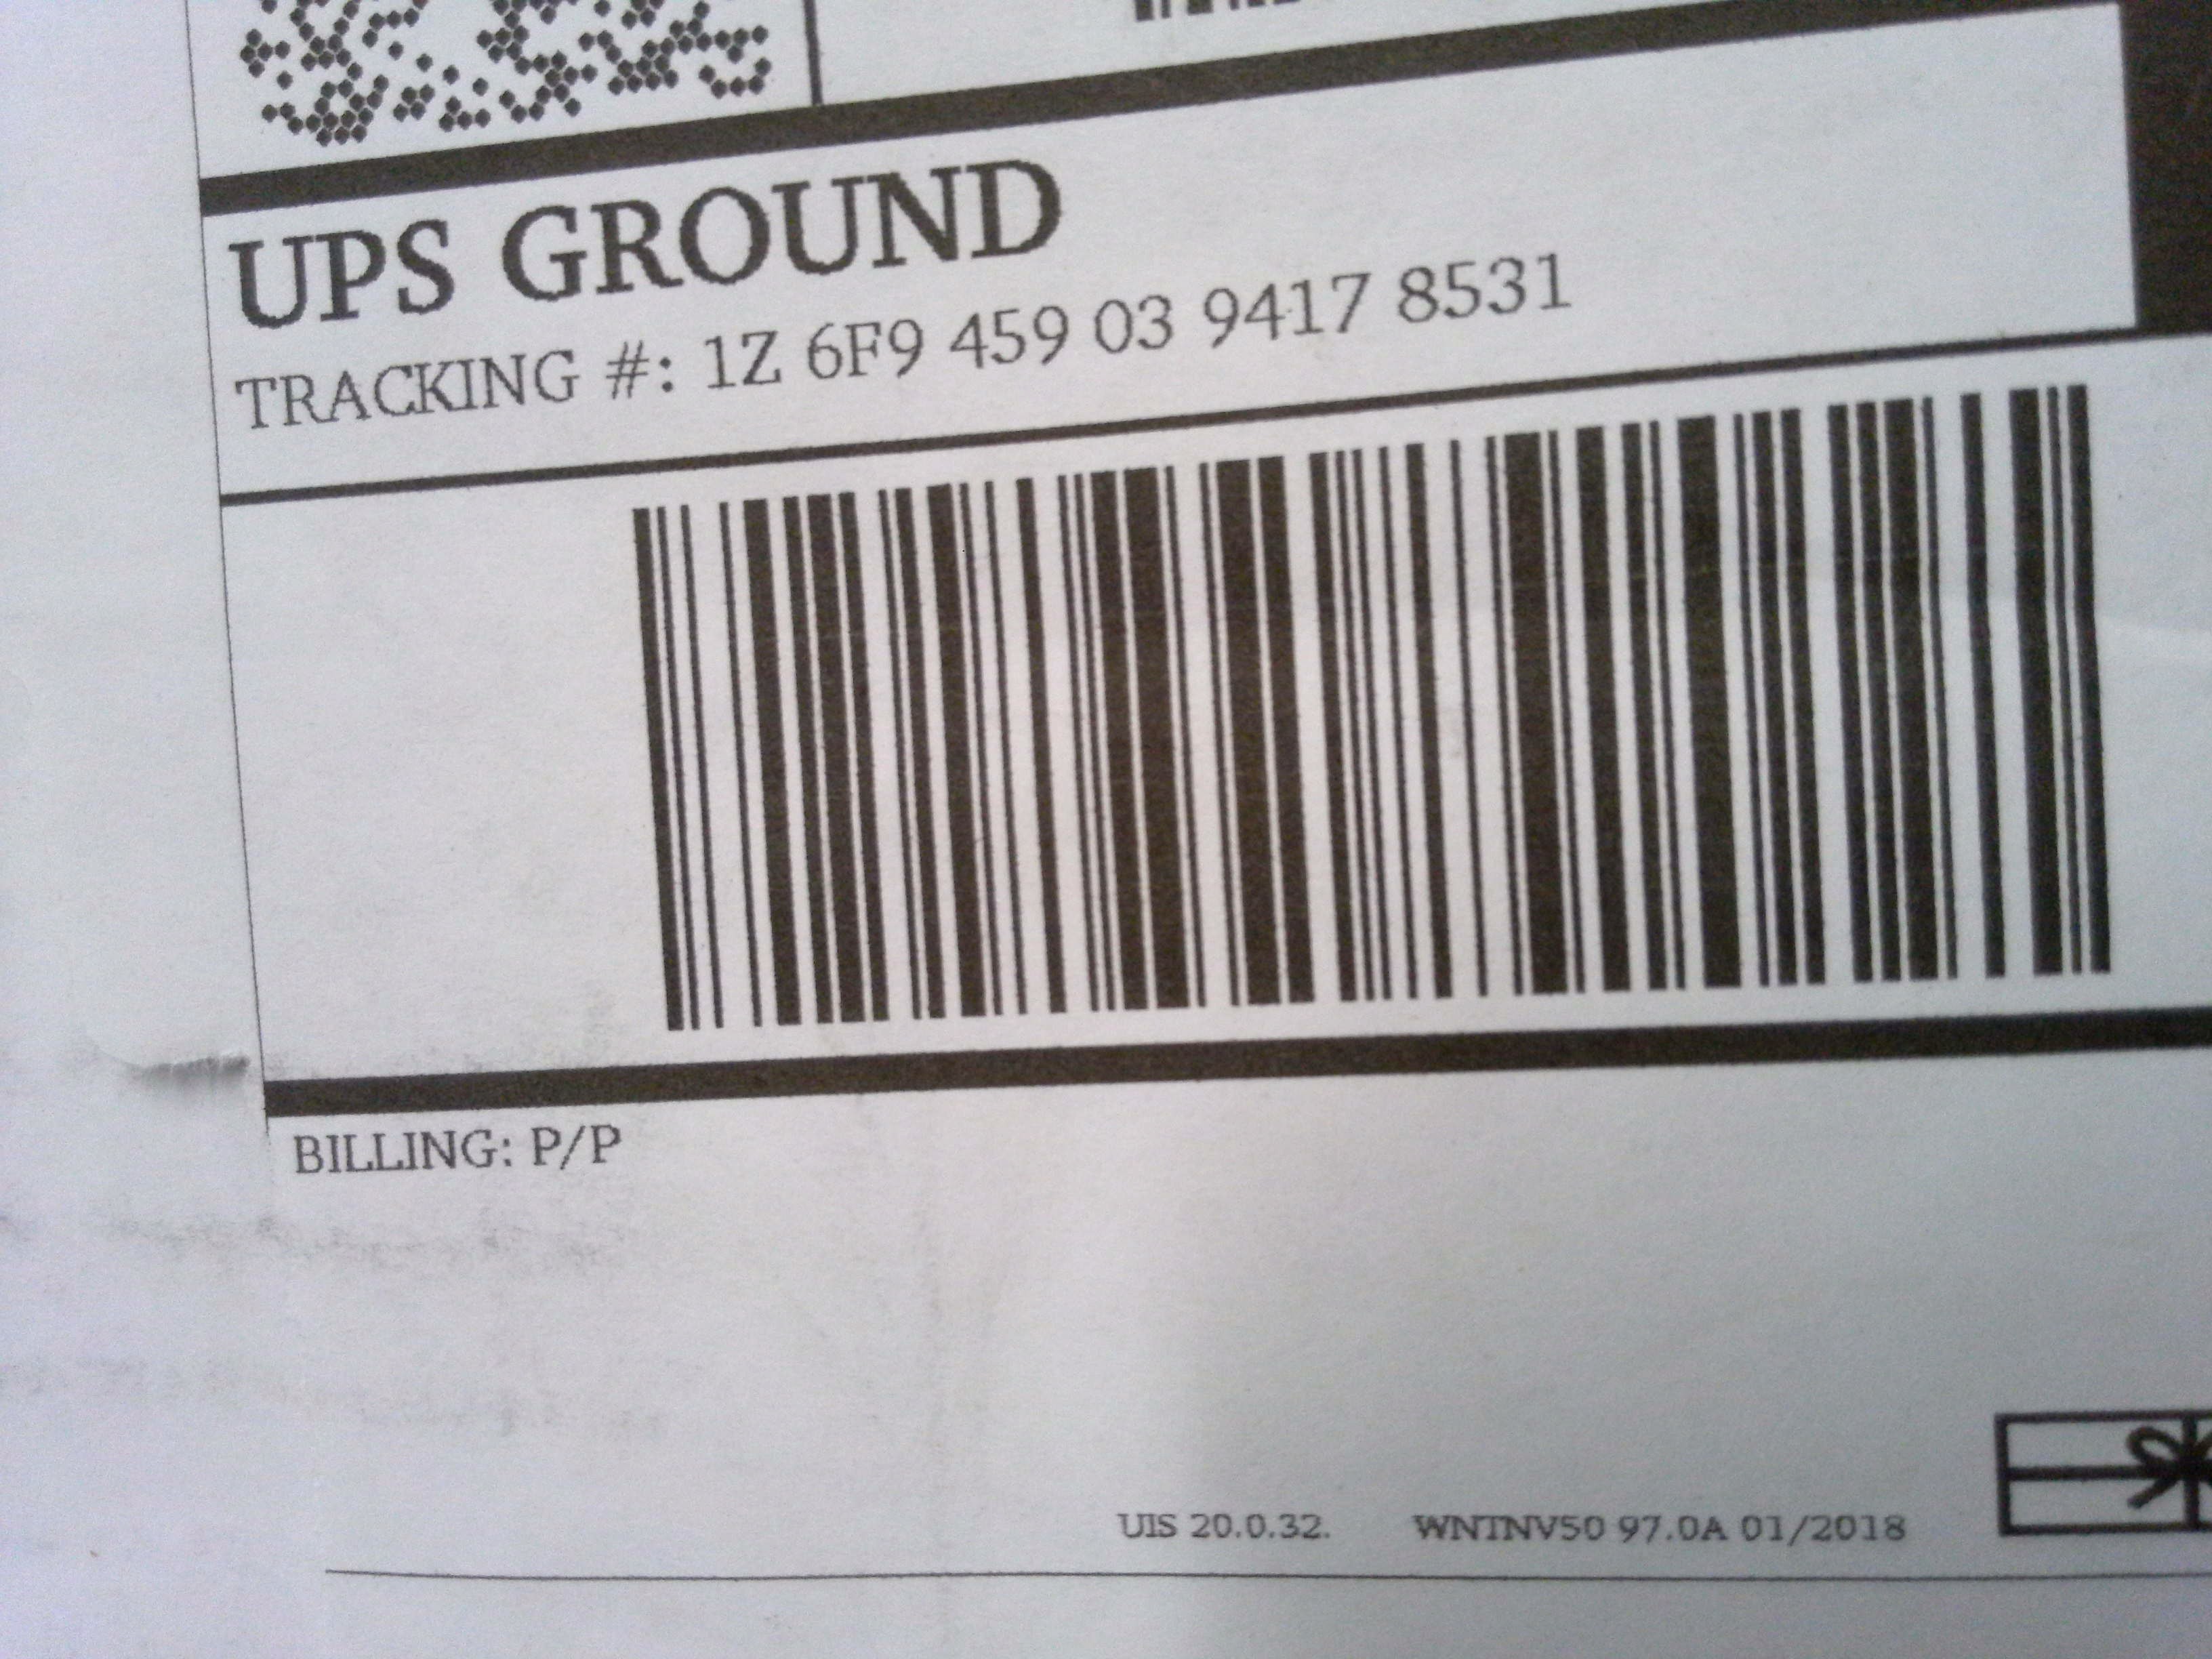 UPS GROUND
TRACKING #: 1Z 6F9 459 03 9417 8531
BILLING: P/P
UIS 20.0.32. WNTNV50 97.0A 01/2018